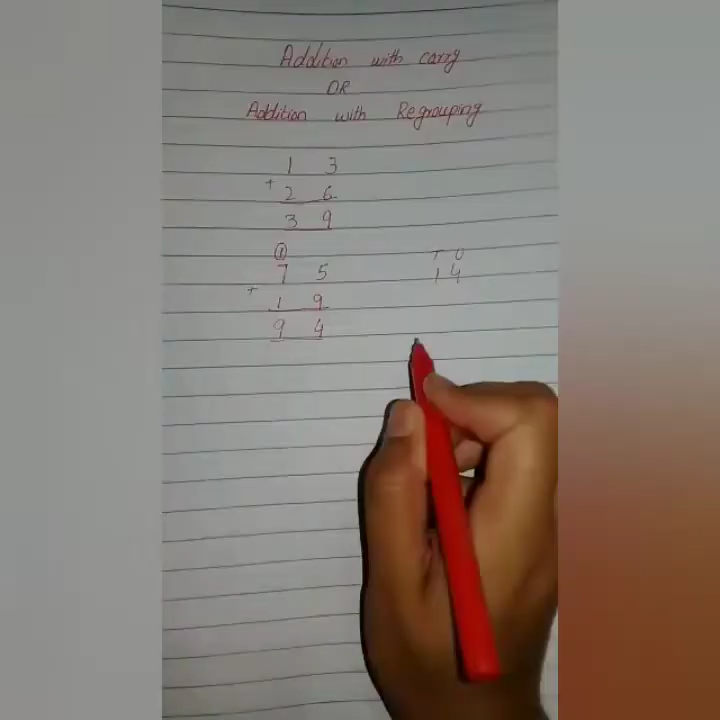 Addition with carry
OR
Addition with Regrouping
1 3
+ 2 6
3 9
1
7 5
+ 1 9
9 4
T U
1 4